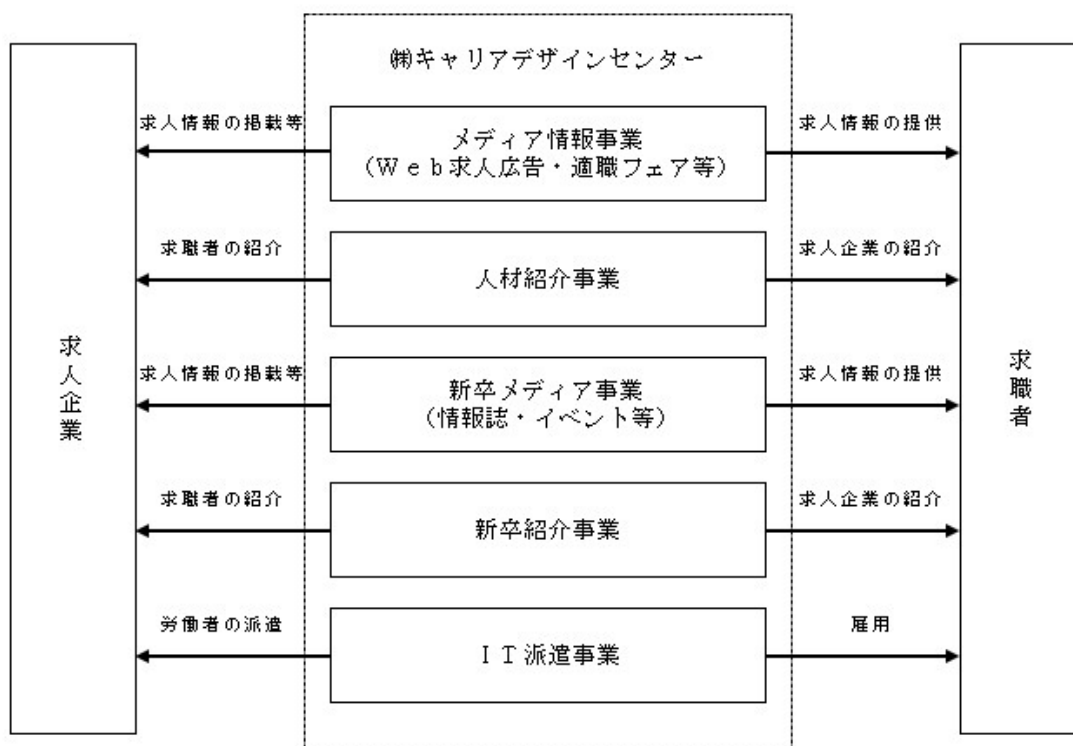 ㈱キャリアデザインセンター
求人情報の掲載等
メディア情報事業
(Web求人広告・適職フェア等)
求人情報の提供
求職者の紹介
人材紹介事業
求人企業の紹介
求人企業
求人情報の掲載等
新卒メディア事業
(情報誌・イベント等)
求人情報の提供
求職者
求職者の紹介
新卒紹介事業
求人企業の紹介
労働者の派遣
IT派遣事業
雇用